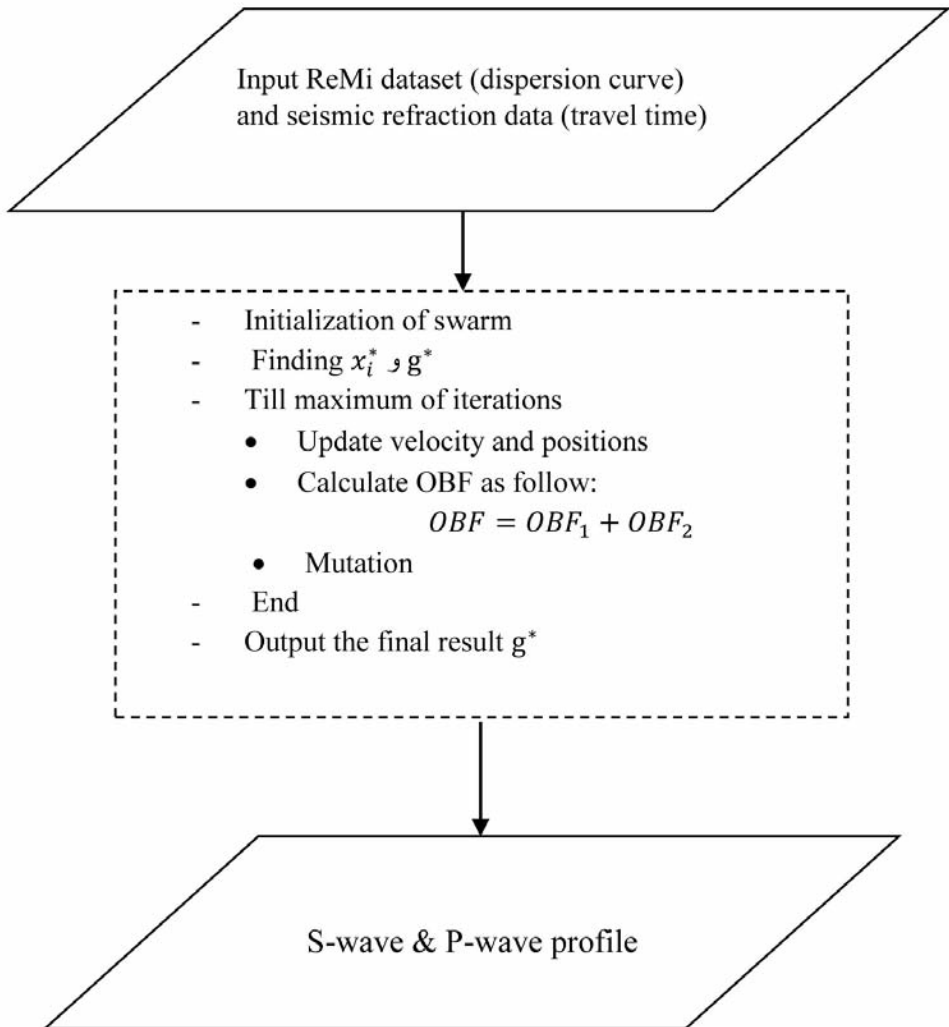 Input ReMi dataset (dispersion curve)
and seismic refraction data (travel time)
- Initialization of swarm
- Finding x_i^* و g^*
- Till maximum of iterations
• Update velocity and positions
• Calculate OBF as follow:
OBF = OBF₁ + OBF₂
• Mutation
- End
- Output the final result g^*
S-wave & P-wave profile